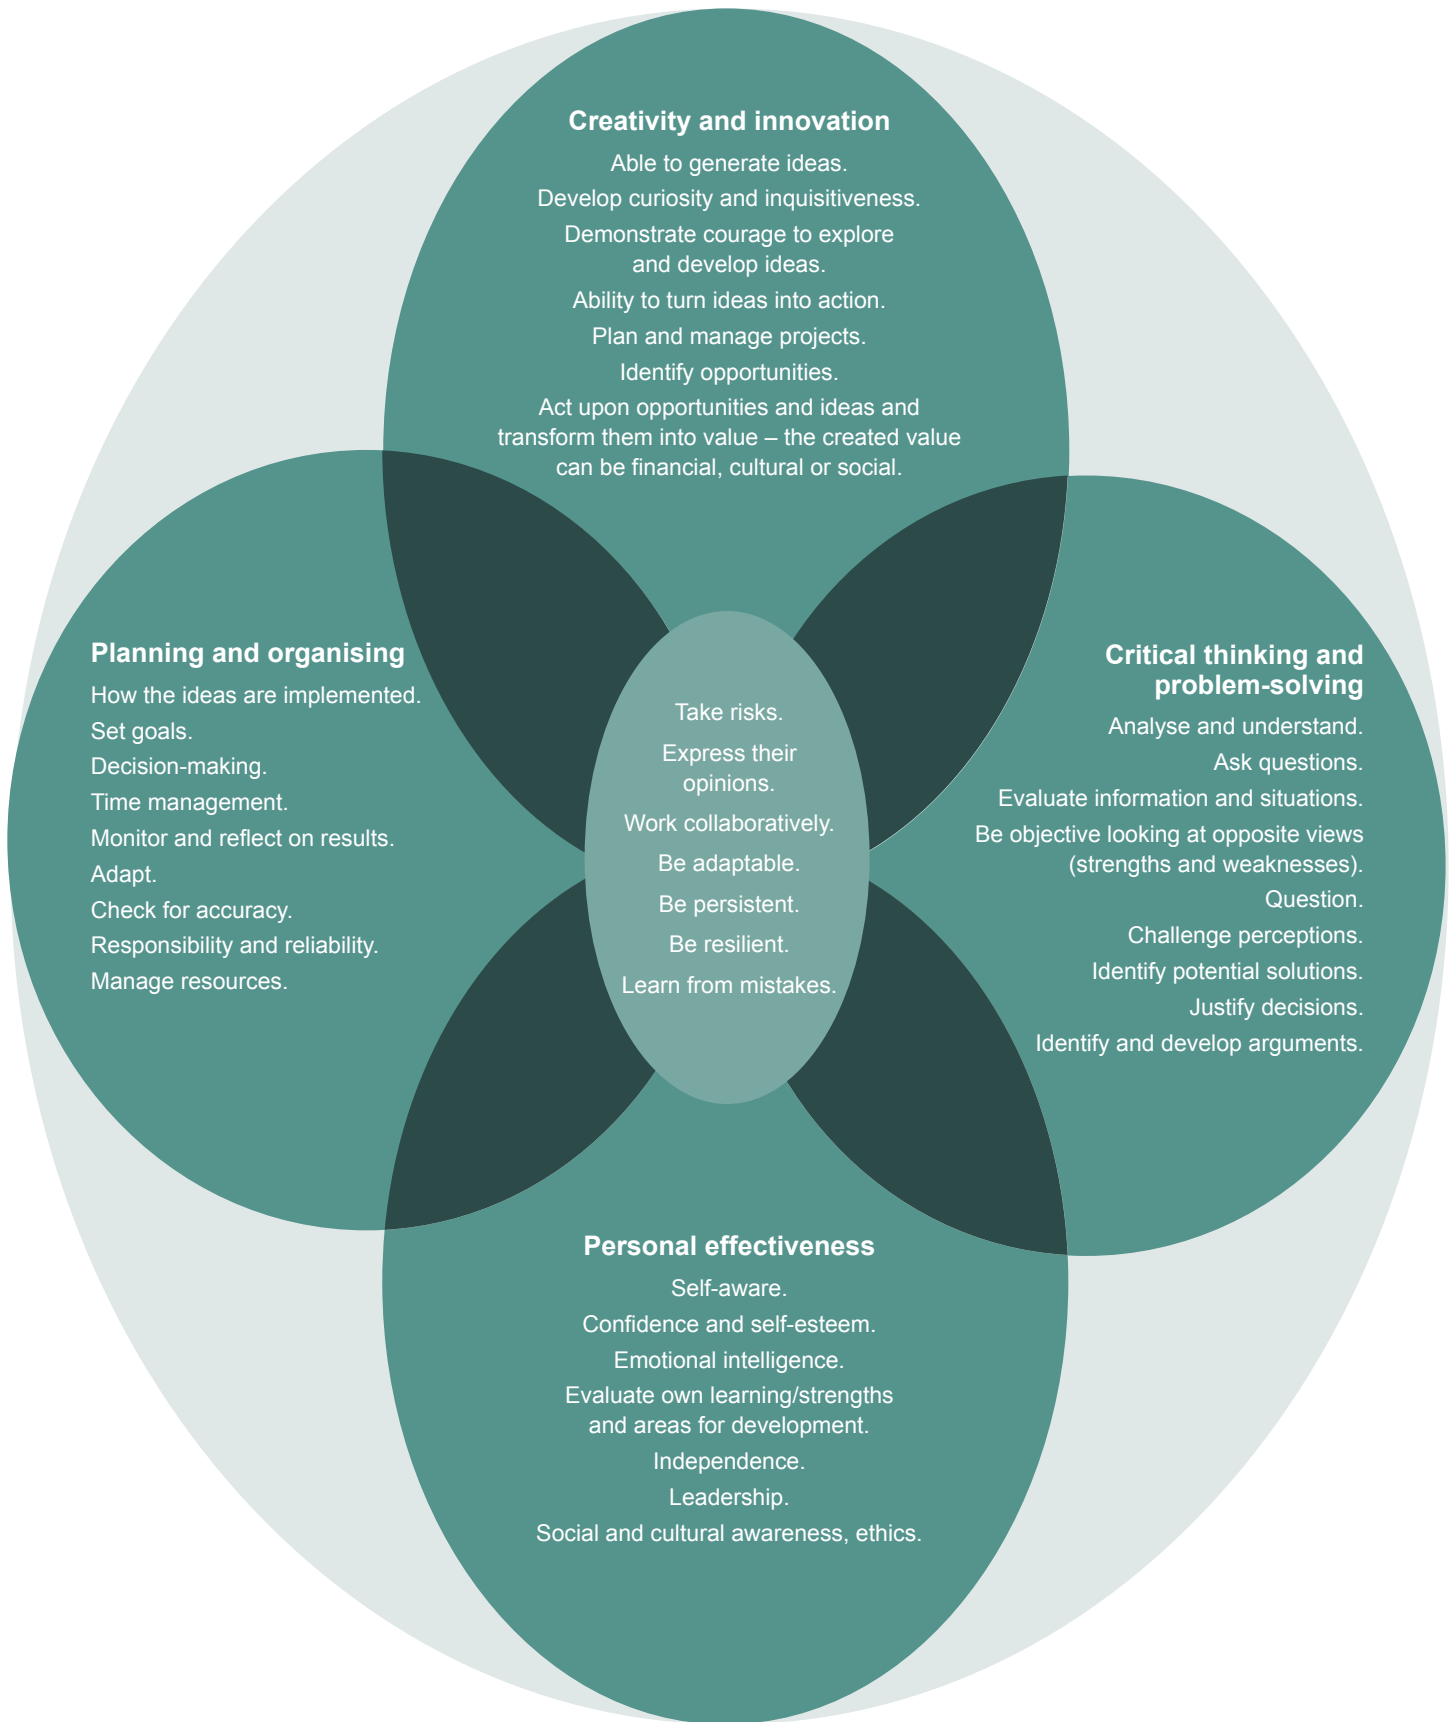 Creativity and innovation
Able to generate ideas.
Develop curiosity and inquisitiveness.
Demonstrate courage to explore
and develop ideas.
Ability to turn ideas into action.
Plan and manage projects.
Identify opportunities.
Act upon opportunities and ideas and
transform them into value – the created value
can be financial, cultural or social.
Planning and organising
How the ideas are implemented.
Set goals.
Decision-making.
Time management.
Monitor and reflect on results.
Adapt.
Check for accuracy.
Responsibility and reliability.
Manage resources.
Take risks.
Express their
opinions.
Work collaboratively.
Be adaptable.
Be persistent.
Be resilient.
Learn from mistakes.
Critical thinking and
problem-solving
Analyse and understand.
Ask questions.
Evaluate information and situations.
Be objective looking at opposite views
(strengths and weaknesses).
Question.
Challenge perceptions.
Identify potential solutions.
Justify decisions.
Identify and develop arguments.
Personal effectiveness
Self-aware.
Confidence and self-esteem.
Emotional intelligence.
Evaluate own learning/strengths
and areas for development.
Independence.
Leadership.
Social and cultural awareness, ethics.